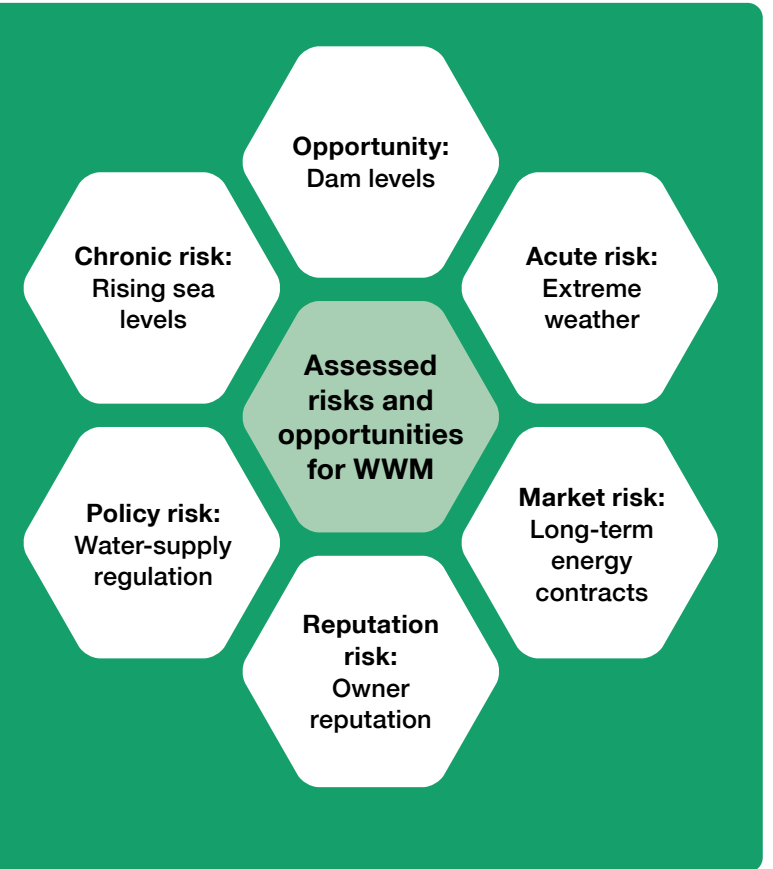 Opportunity:
Dam levels
Chronic risk:
Rising sea
levels
Acute risk:
Extreme
weather
Assessed
risks and
opportunities
for WWM
Policy risk:
Water-supply
regulation
Market risk:
Long-term
energy
contracts
Reputation
risk:
Owner
reputation